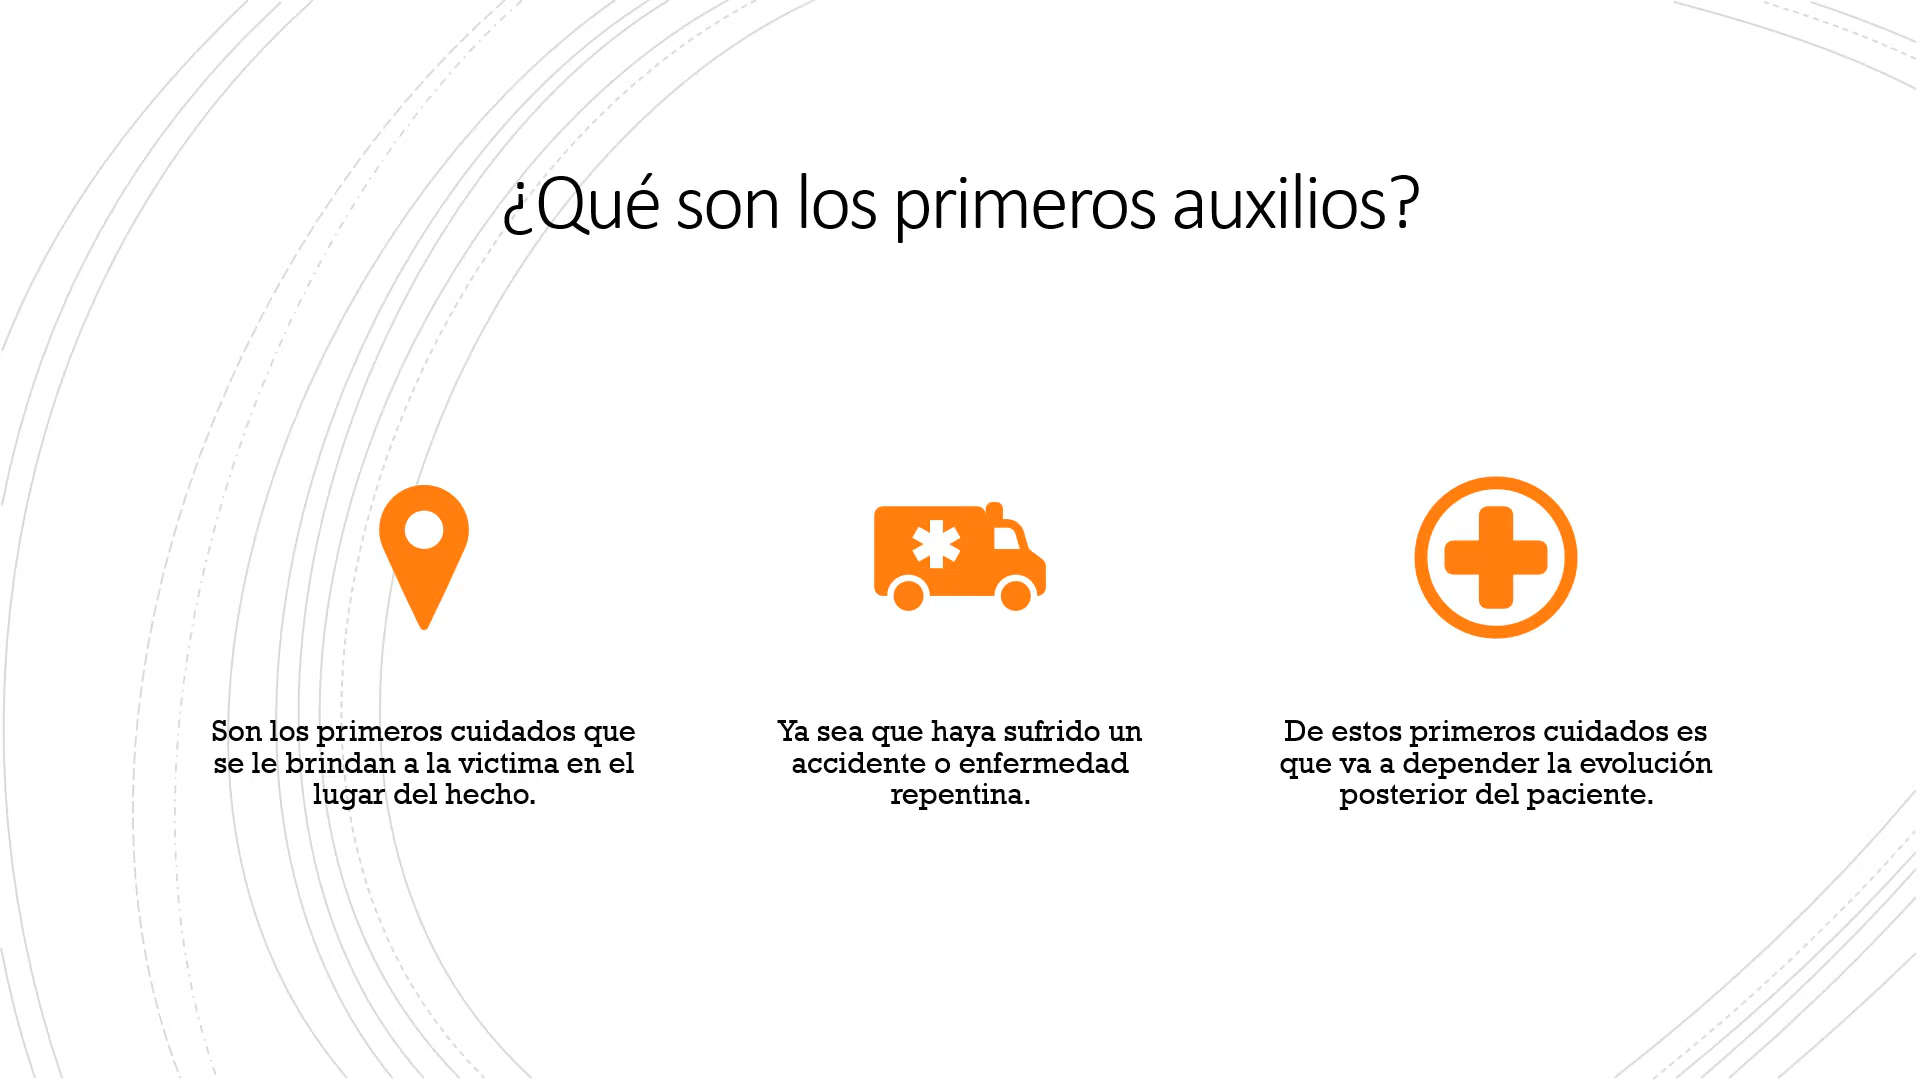 ¿Qué son los primeros auxilios?
Son los primeros cuidados que
se le brindan a la victima en el
lugar del hecho.
Ya sea que haya sufrido un
accidente o enfermedad
repentina.
De estos primeros cuidados es
que va a depender la evolución
posterior del paciente.